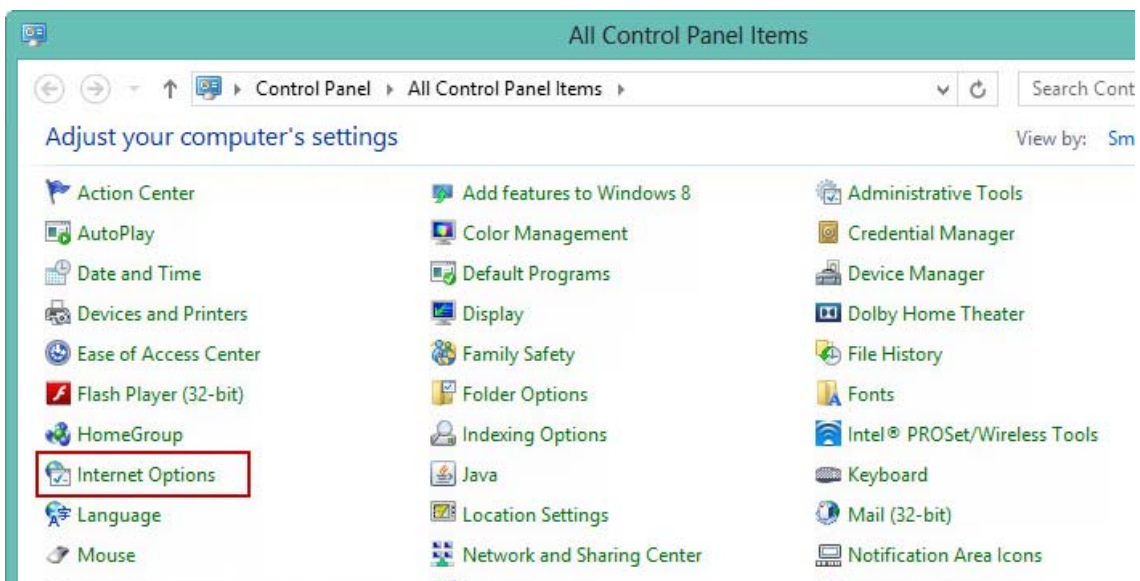 All Control Panel Items
Control Panel All Control Panel Items Search Cont
Adjust your computer's settings View by: Sm
Action Center Add features to Windows 8 Administrative Tools
AutoPlay Color Management Credential Manager
Date and Time Default Programs Device Manager
Devices and Printers Display Dolby Home Theater
Ease of Access Center Family Safety File History
Flash Player (32-bit) Folder Options Fonts
HomeGroup Indexing Options Intel® PROSet/Wireless Tools
Internet Options Java Keyboard
Language Location Settings Mail (32-bit)
Mouse Network and Sharing Center Notification Area Icons